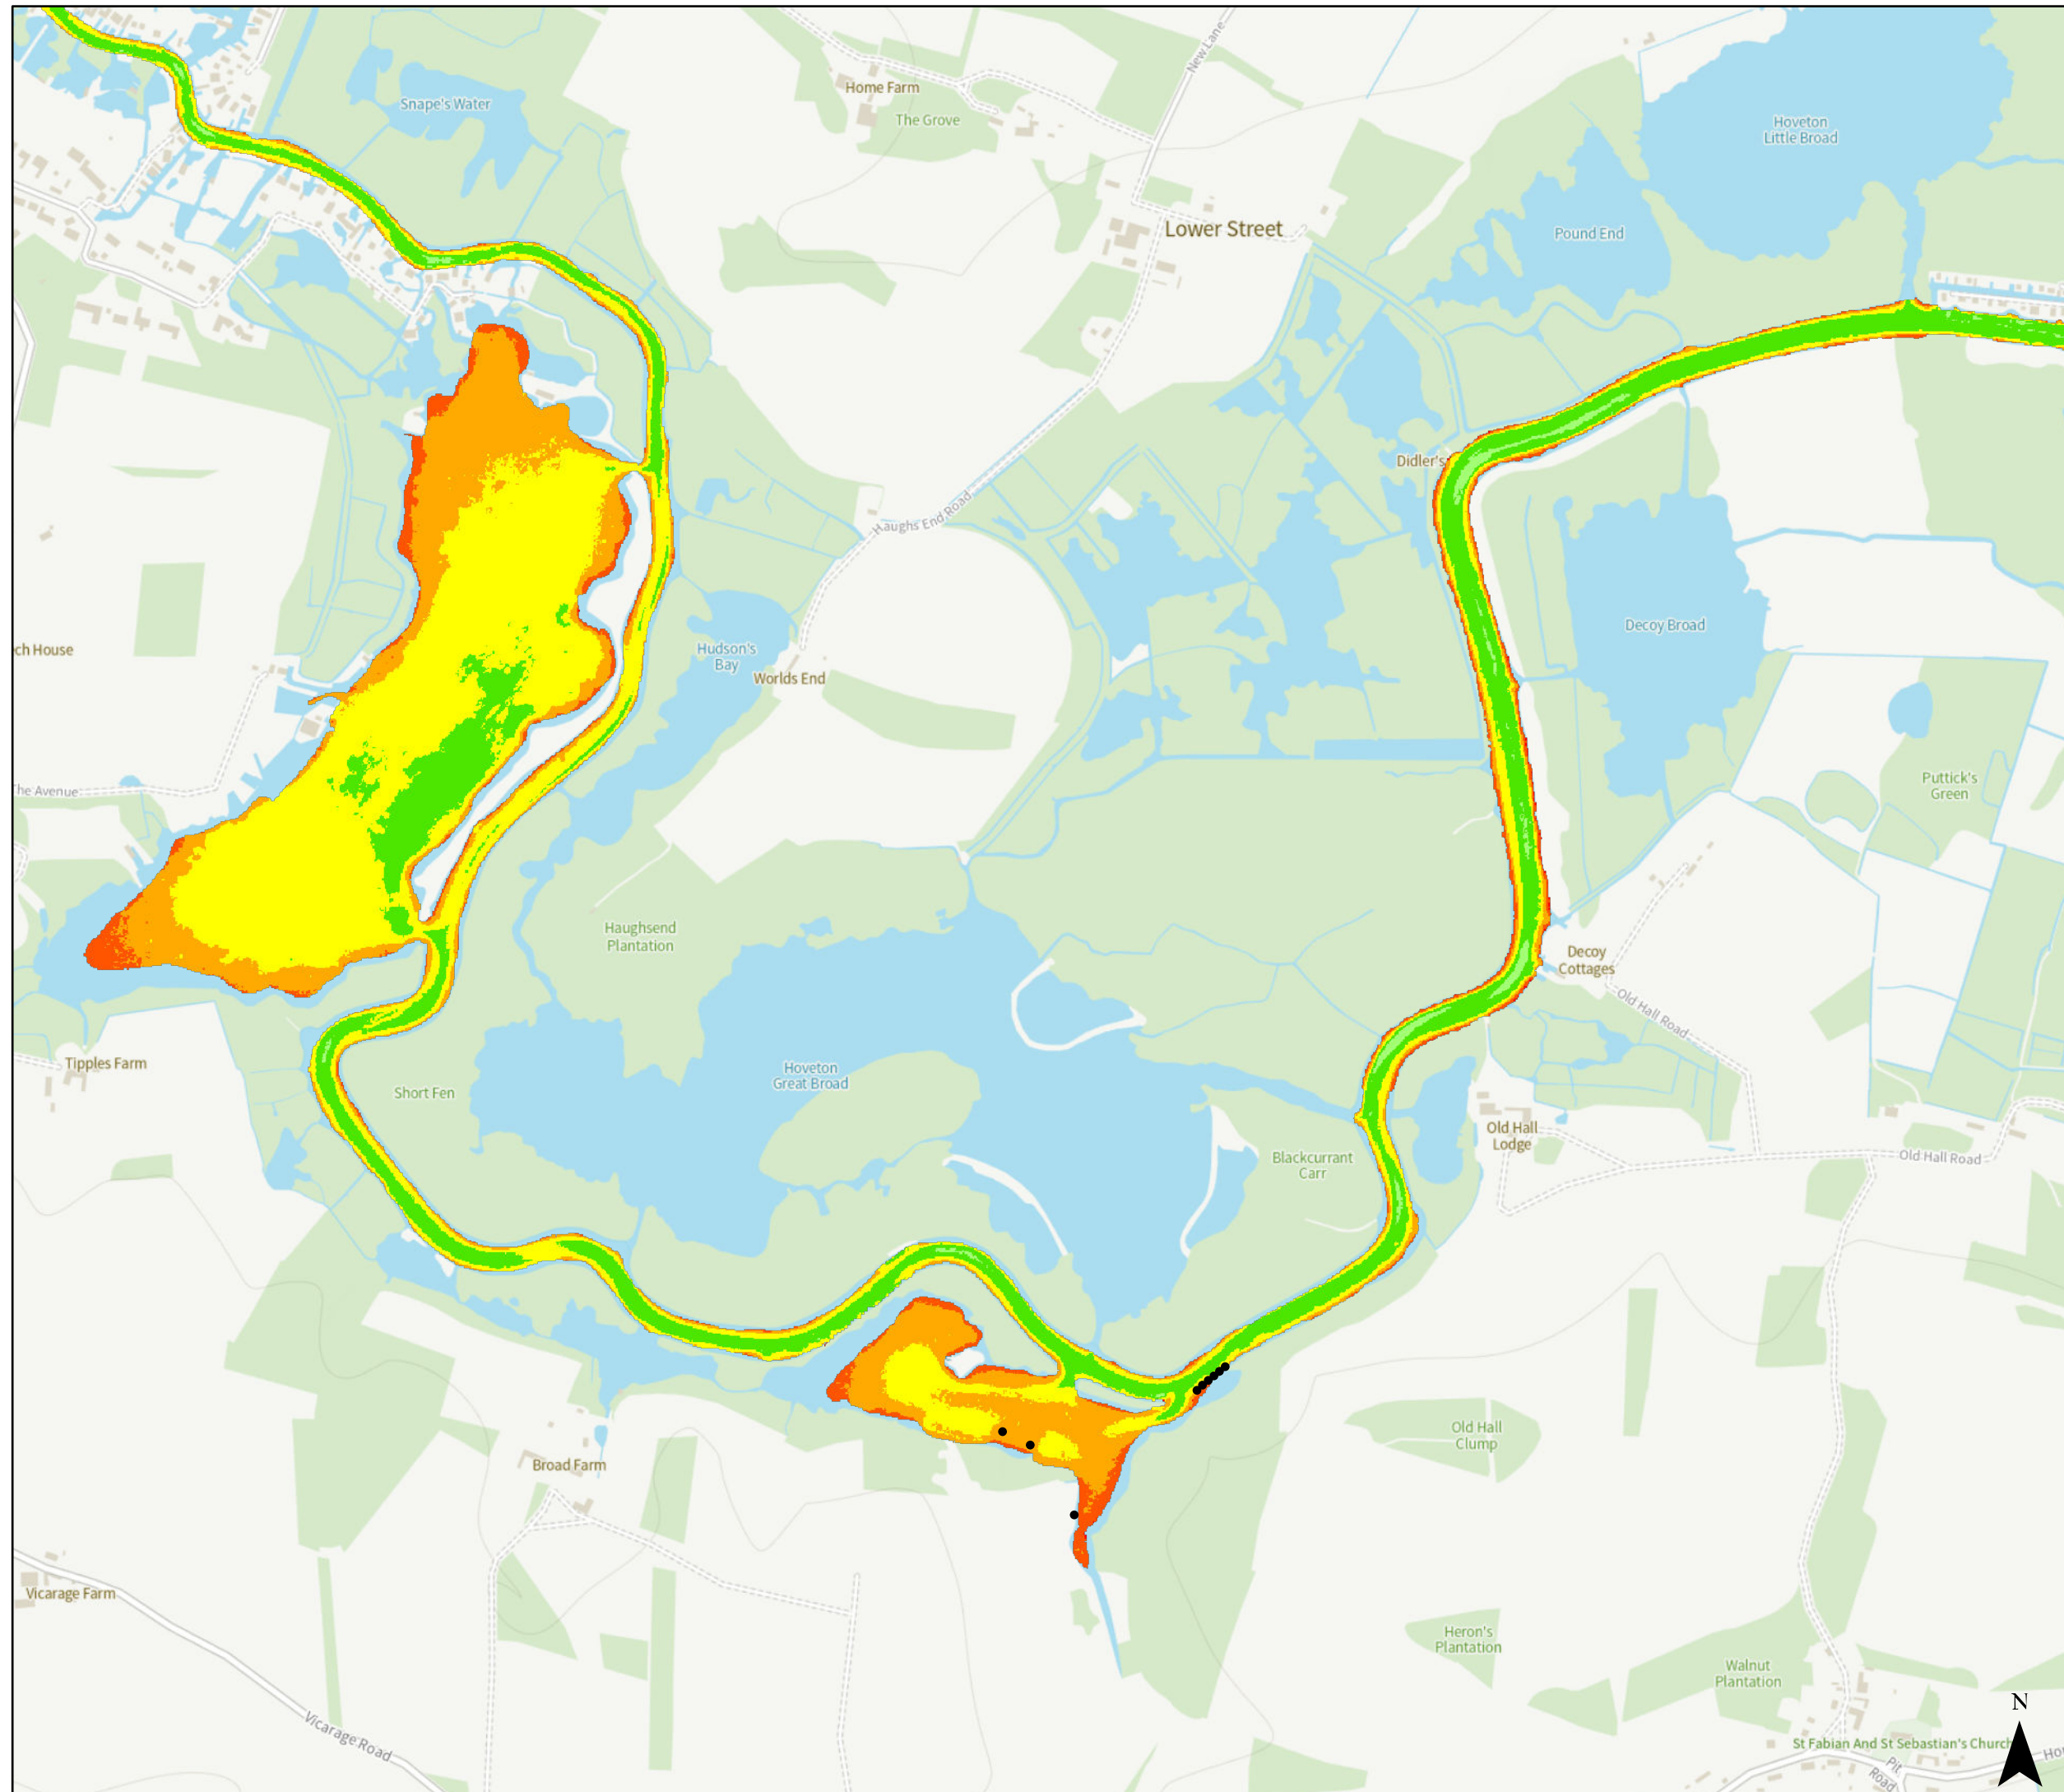 New Lane
Home Farm
Snape's Water
The Grove
Hoveton
Little Broad
Lower Street
Pound End
Didler's
Haughs End Road
Decoy Broad
ch House
Hudson's
Bay
Worlds End
The Avenue
Puttick's
Green
Haughsend
Plantation
Decoy
Cottages
Old Hall Road
Tipples Farm
Hoveton
Great Broad
Short Fen
Old Hall
Lodge
Blackcurrant
Carr
Old Hall Road
Old Hall
Clump
Broad Farm
Vicarage Farm
Heron's
Plantation
Walnut
Plantation
N
Vicarage Road
St Fabian And St Sebastian's Church
Pit
Road
Ho